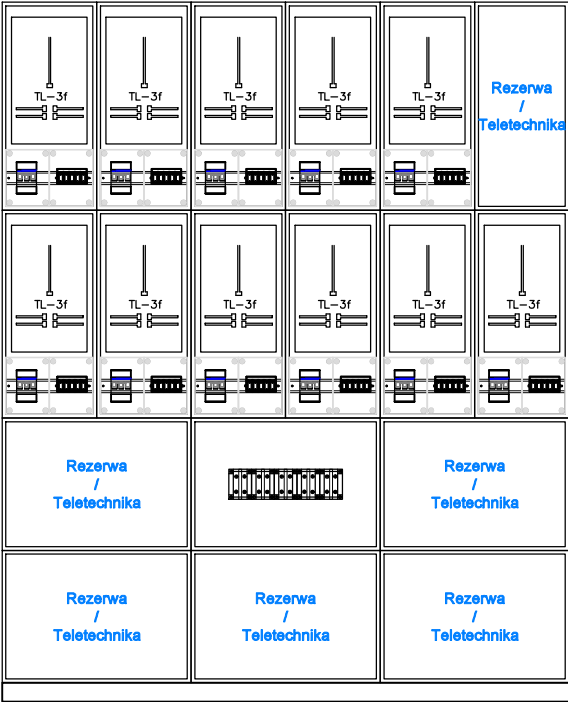 TL-3f
TL-3f
TL-3f
TL-3f
TL-3f
Rezerwa
/
Teletechnika
TL-3f
TL-3f
TL-3f
TL-3f
TL-3f
TL-3f
Rezerwa
/
Teletechnika
Rezerwa
/
Teletechnika
Rezerwa
/
Teletechnika
Rezerwa
/
Teletechnika
Rezerwa
/
Teletechnika